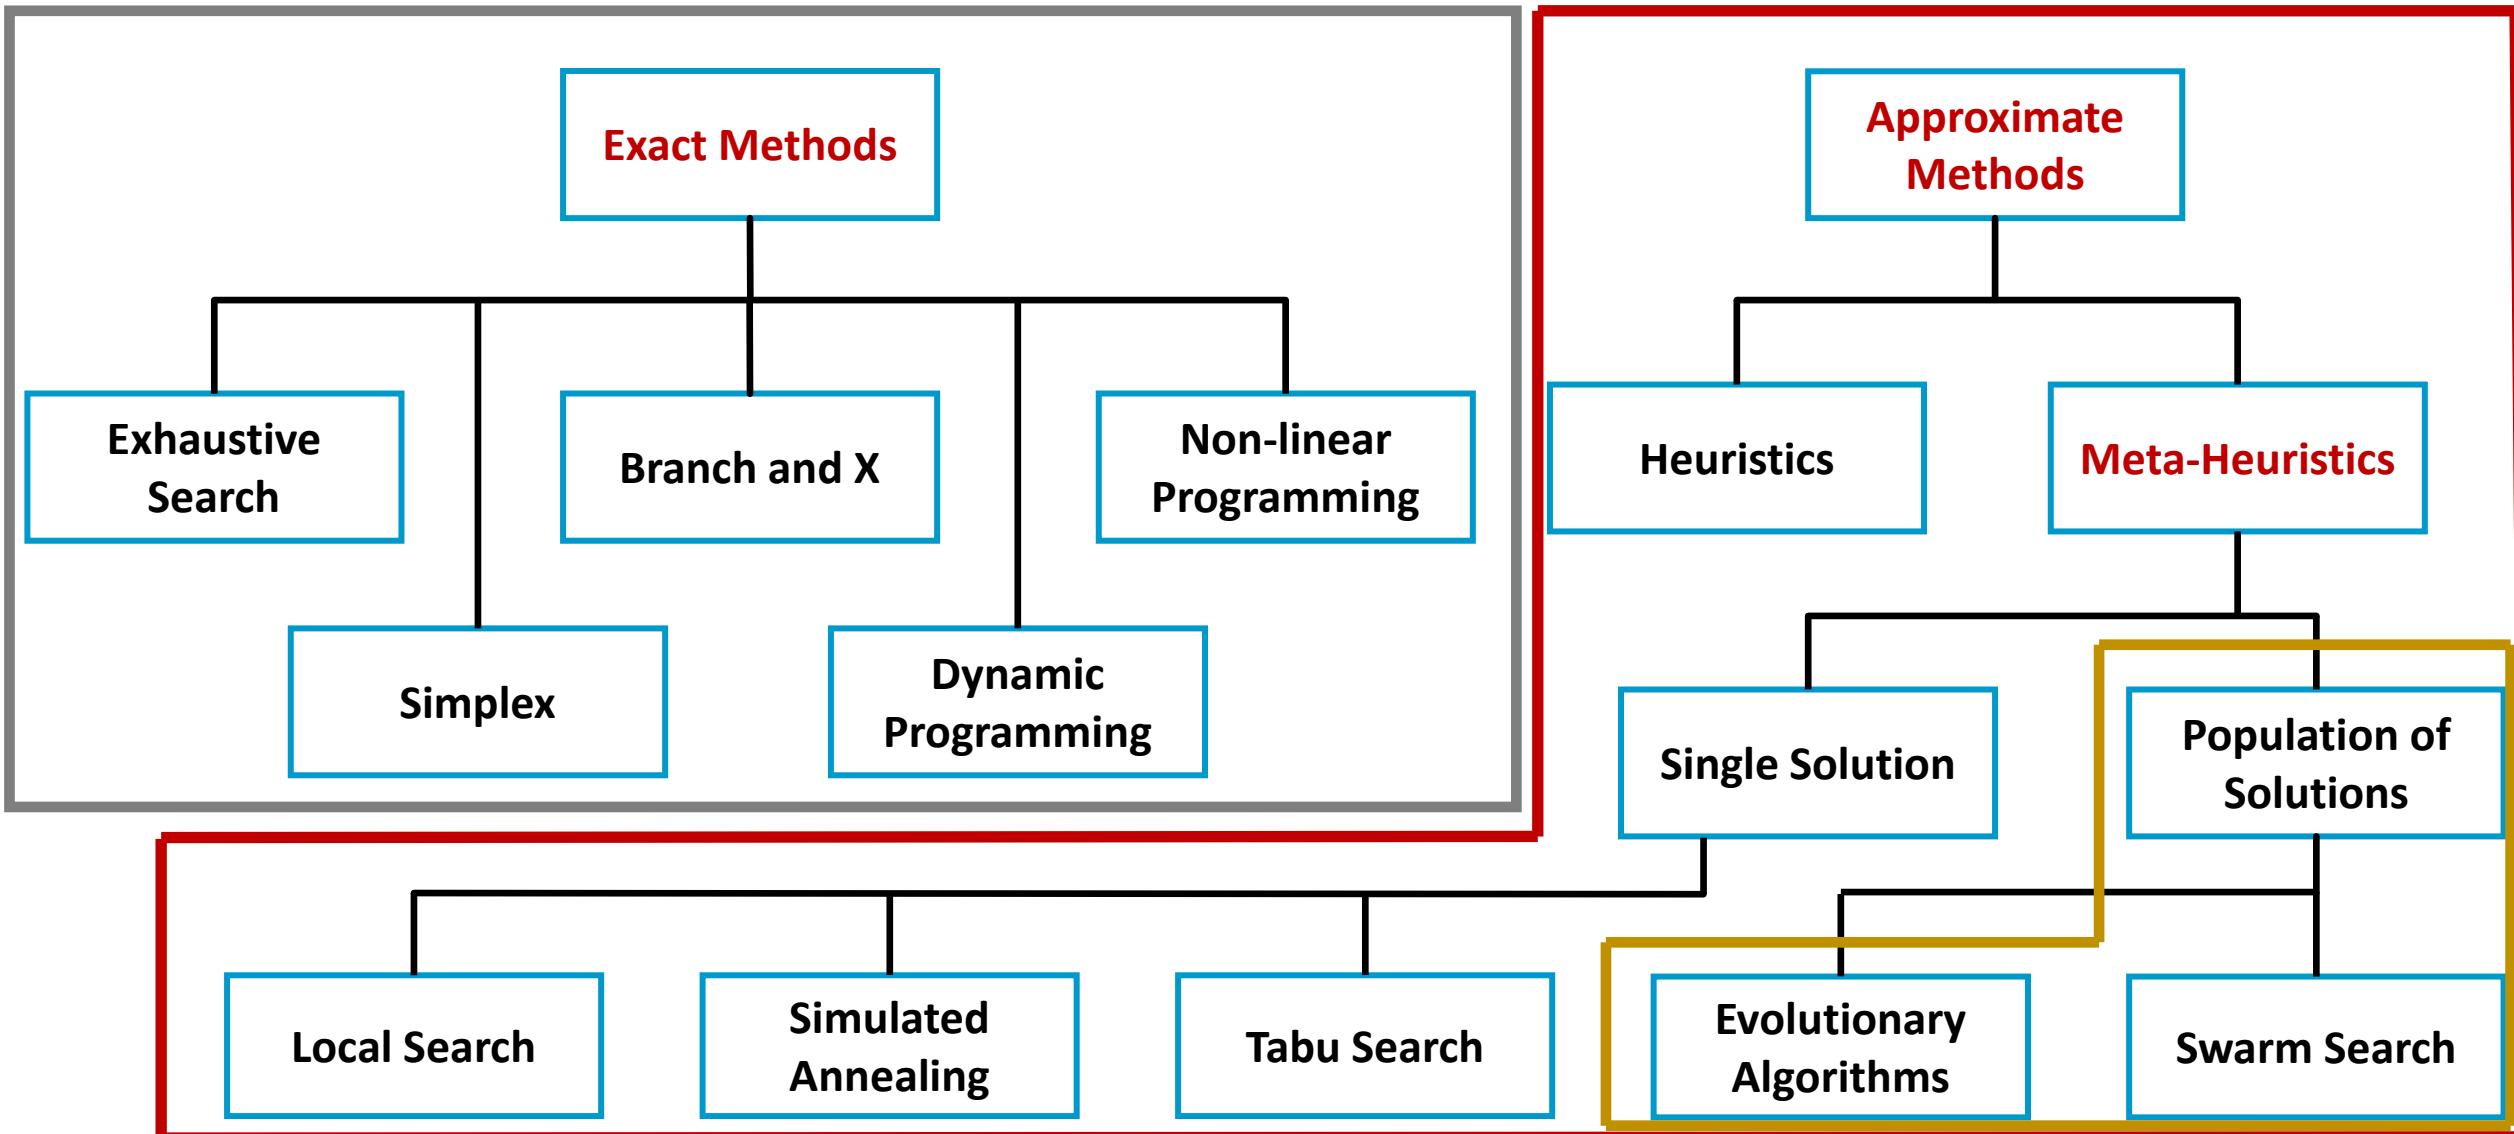 Exact Methods
Exhaustive
Search
Branch and X
Non-linear
Programming
Simplex
Dynamic
Programming
Approximate
Methods
Heuristics
Meta-Heuristics
Single Solution
Population of
Solutions
Local Search
Simulated
Annealing
Tabu Search
Evolutionary
Algorithms
Swarm Search